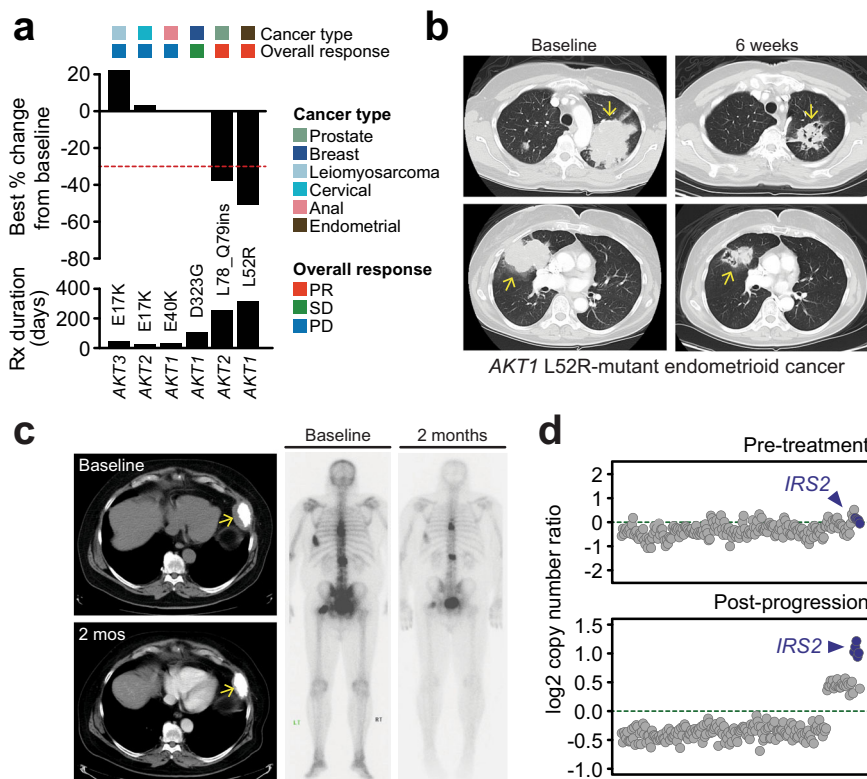 a
Cancer type
Overall response
20
0
-20
-40
-60
-80
Best % change
from baseline
400
200
0
Rx duration
(days)
E17K
E17K
E40K
D323G
L78_Q79ins
L52R
AKT3
AKT2
AKT1
AKT1
AKT2
AKT1
Cancer type
Prostate
Breast
Leiomyosarcoma
Cervical
Anal
Endometrial
Overall response
PR
SD
PD
b
Baseline
6 weeks
AKT1 L52R-mutant endometrioid cancer
c
Baseline
2 mos
Baseline
2 months
LT
RT
d
Pre-treatment
2
1
0
-1
-2
IRS2
log2 copy number ratio
Post-progression
1.5
1.0
0.5
0.0
-0.5
-1.0
IRS2